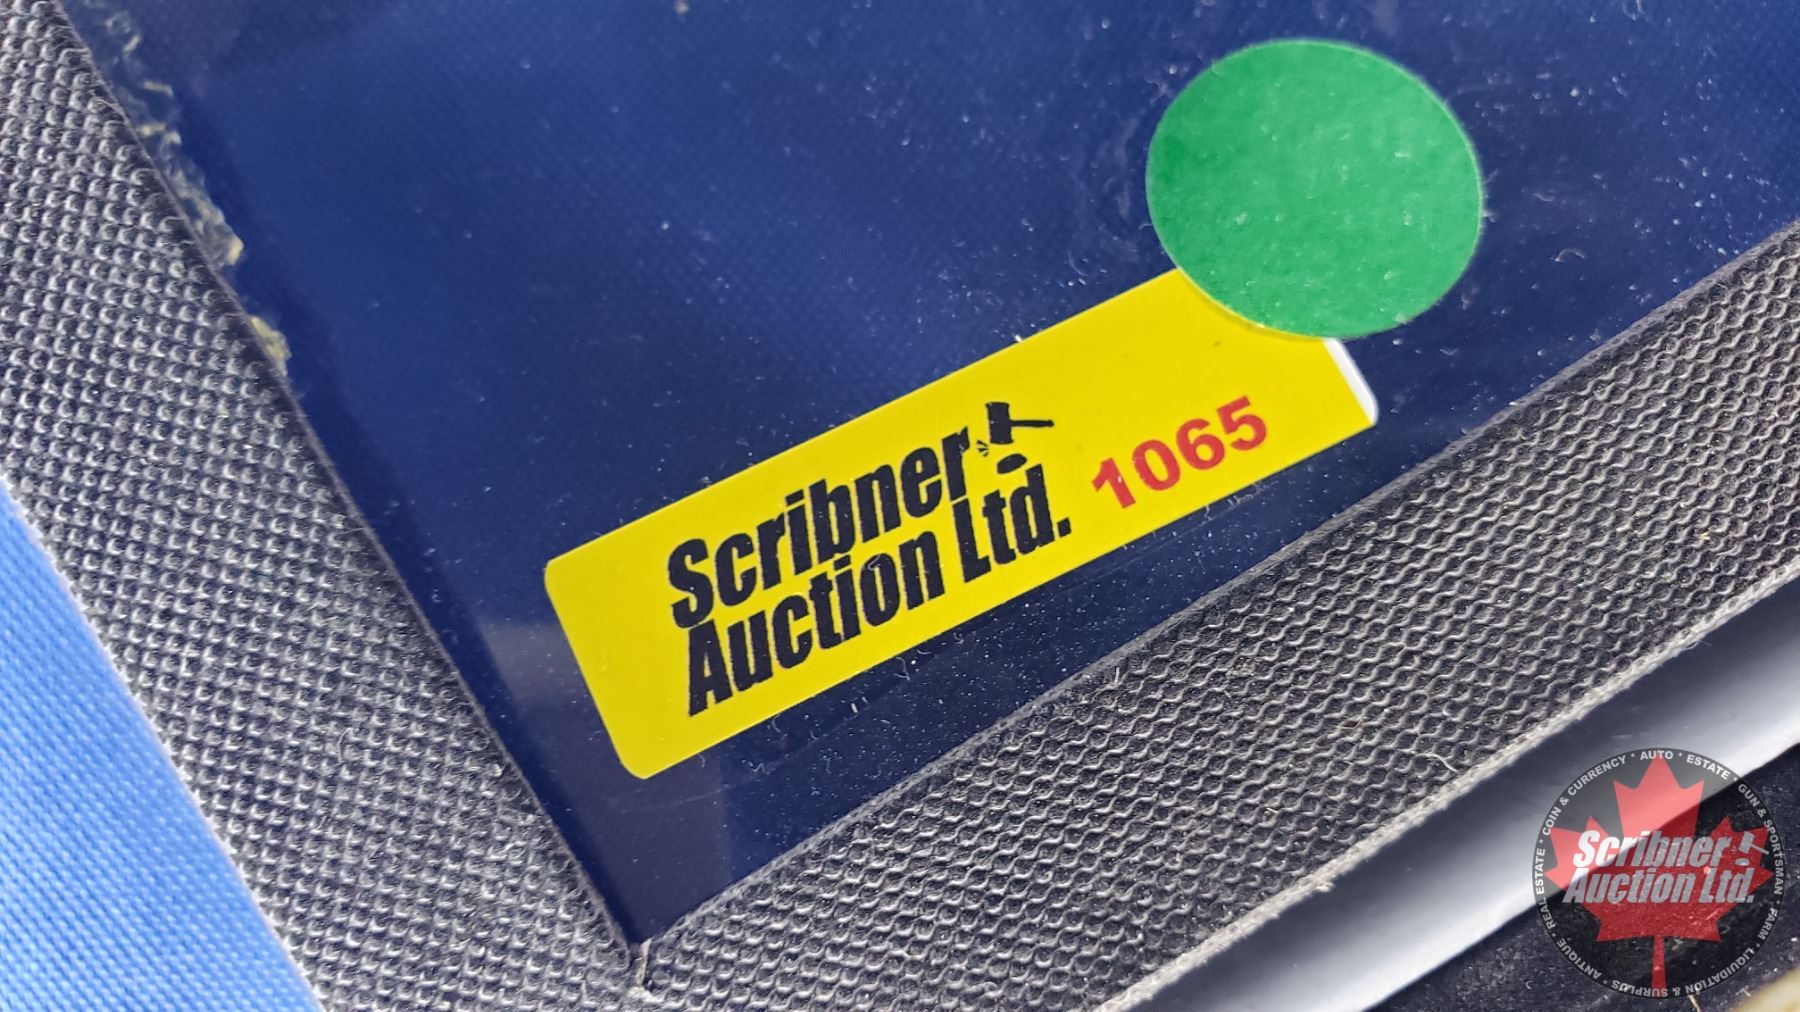 Scribner
Auction Ltd.
1065
COIN & CURRENCY • AUTO • ESTATE • GUN & SPORTSMAN • FARM • LIQUIDATION & SURPLUS • ANTIQUE • REAL ESTATE •
Scribner
Auction Ltd.